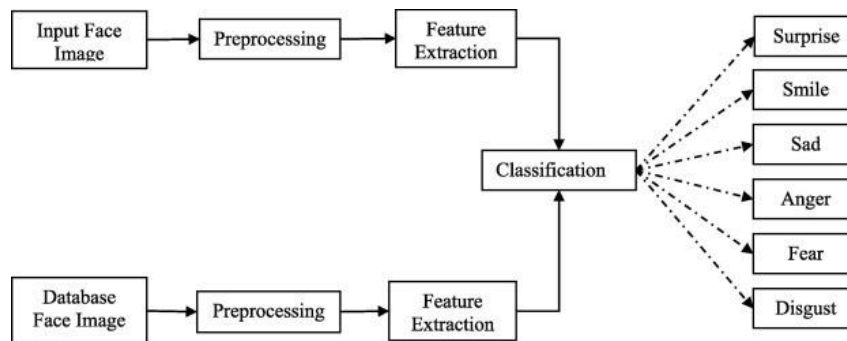 Input Face
Image
Preprocessing
Feature
Extraction
Classification
Database
Face Image
Preprocessing
Feature
Extraction
Surprise
Smile
Sad
Anger
Fear
Disgust